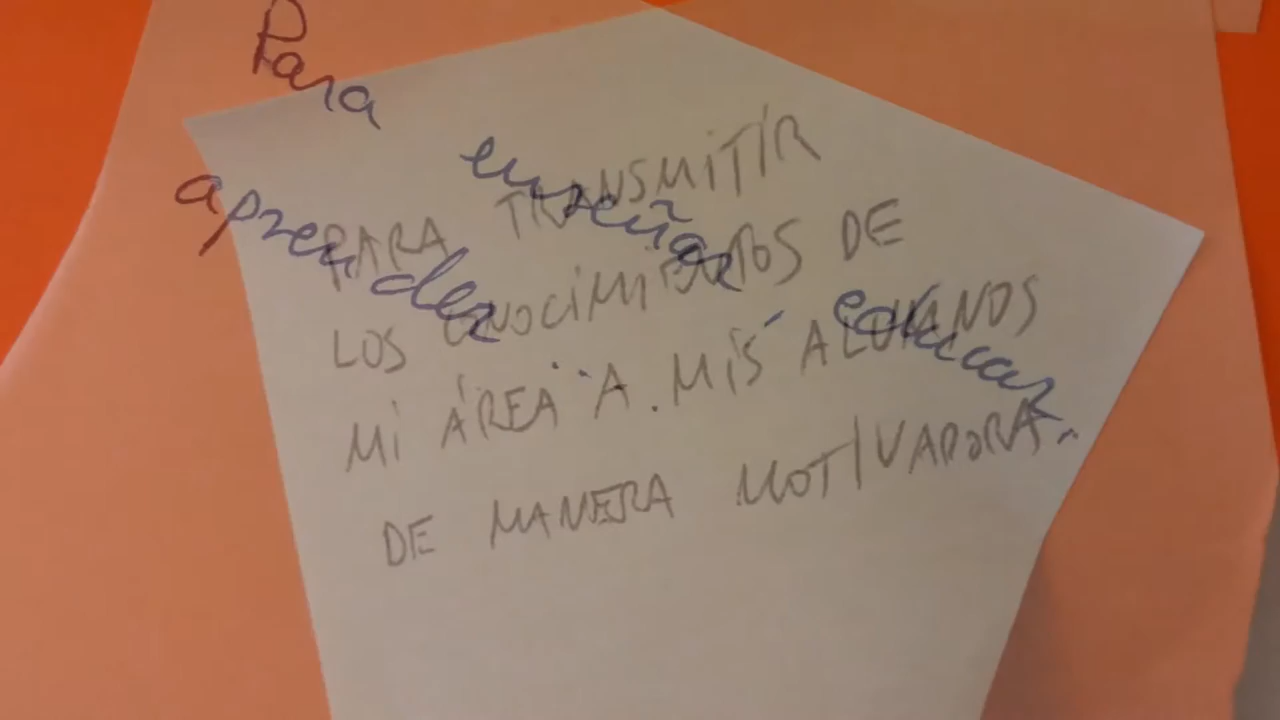 Para enseñar educar
aprender
PARA TRANSMITIR
LOS CONOCIMIENTOS DE
MI ÁREA A MIS ALUMNOS
DE MANERA MOTIVADORA.